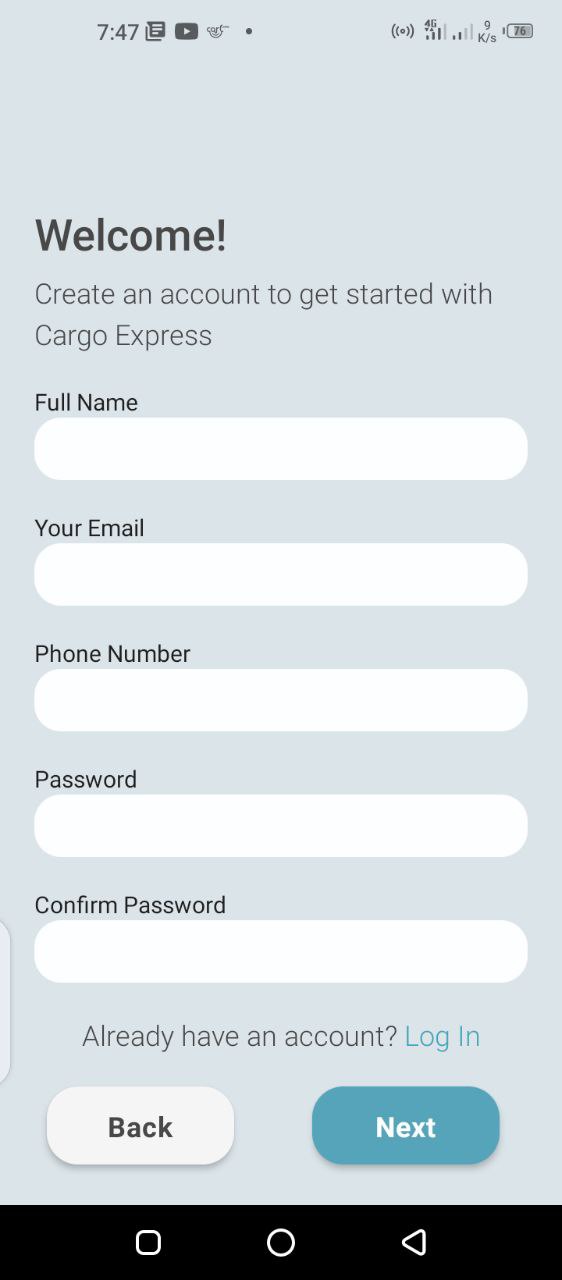 7:47
4G
9
K/s
76
Welcome!
Create an account to get started with
Cargo Express
Full Name
Your Email
Phone Number
Password
Confirm Password
Already have an account? Log In
Back
Next